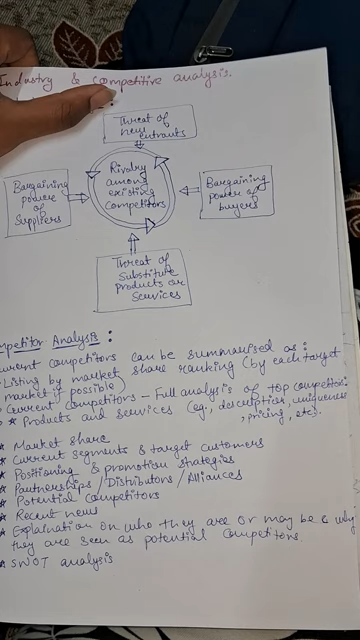 Industry & Competitive analysis.
Threat of
new
entrants
Bargaining
power
of
Suppliers
Rivalry
among
existing
Competitors
Bargaining
power of
buyers
Threat of
Substitute
products or
Services
mpetitor Analysis:
urrent competitors can be summarised as:
Listing by market share ranking (by each target
market if possible)
Current competitors - Full analysis of top competitor:
* Products and services (eg., description, uniqueness
, pricing, etc).
* Market share
* Current segments & target customers
* Positioning & promotion strategies
* Partnerships / Distributors / Alliances
* Potential competitors
* Recent news
* Explanation on who they are or may be & why
they are seen as potential competitors.
* SWOT analysis